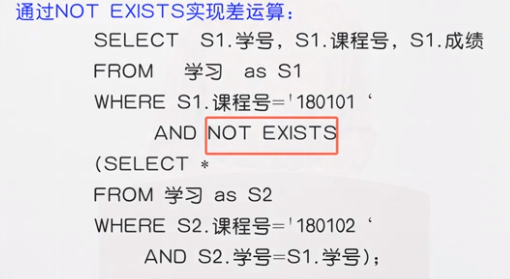 通过NOT EXISTS实现差运算：
SELECT S1.学号，S1.课程号，S1.成绩
FROM 学习 as S1
WHERE S1.课程号='180101 ‘
AND NOT EXISTS
(SELECT *
FROM 学习 as S2
WHERE S2.课程号='180102 ‘
AND S2.学号=S1.学号)；